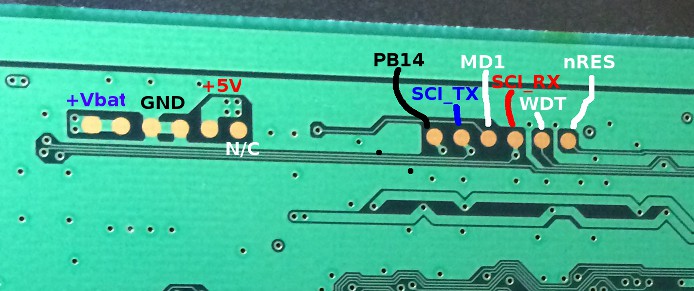 +Vbat
GND
+5V
N/C
PB14
SCI_TX
MD1
SCI_RX
WDT
nRES